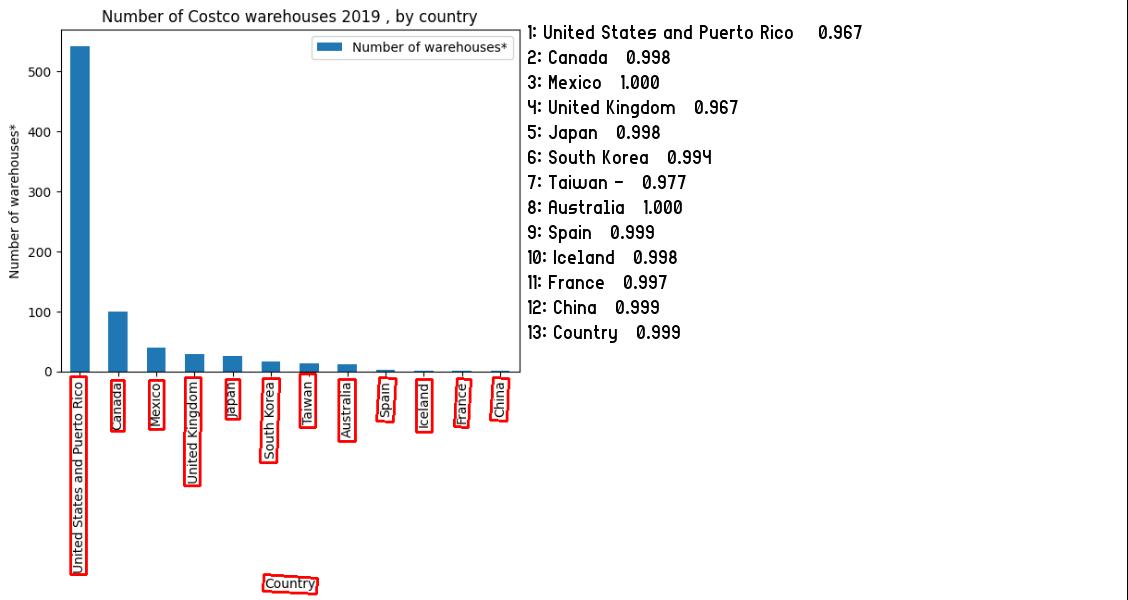 Number of Costco warehouses 2019 , by country
Number of warehouses*
Number of warehouses*
500
400
300
200
100
0
United States and Puerto Rico
Canada
Mexico
United Kingdom
Japan
South Korea
Taiwan
Australia
Spain
Iceland
France
China
Country
1: United States and Puerto Rico 0.967
2: Canada 0.998
3: Mexico 1.000
4: United Kingdom 0.967
5: Japan 0.998
6: South Korea 0.994
7: Taiwan - 0.977
8: Australia 1.000
9: Spain 0.999
10: Iceland 0.998
11: France 0.997
12: China 0.999
13: Country 0.999